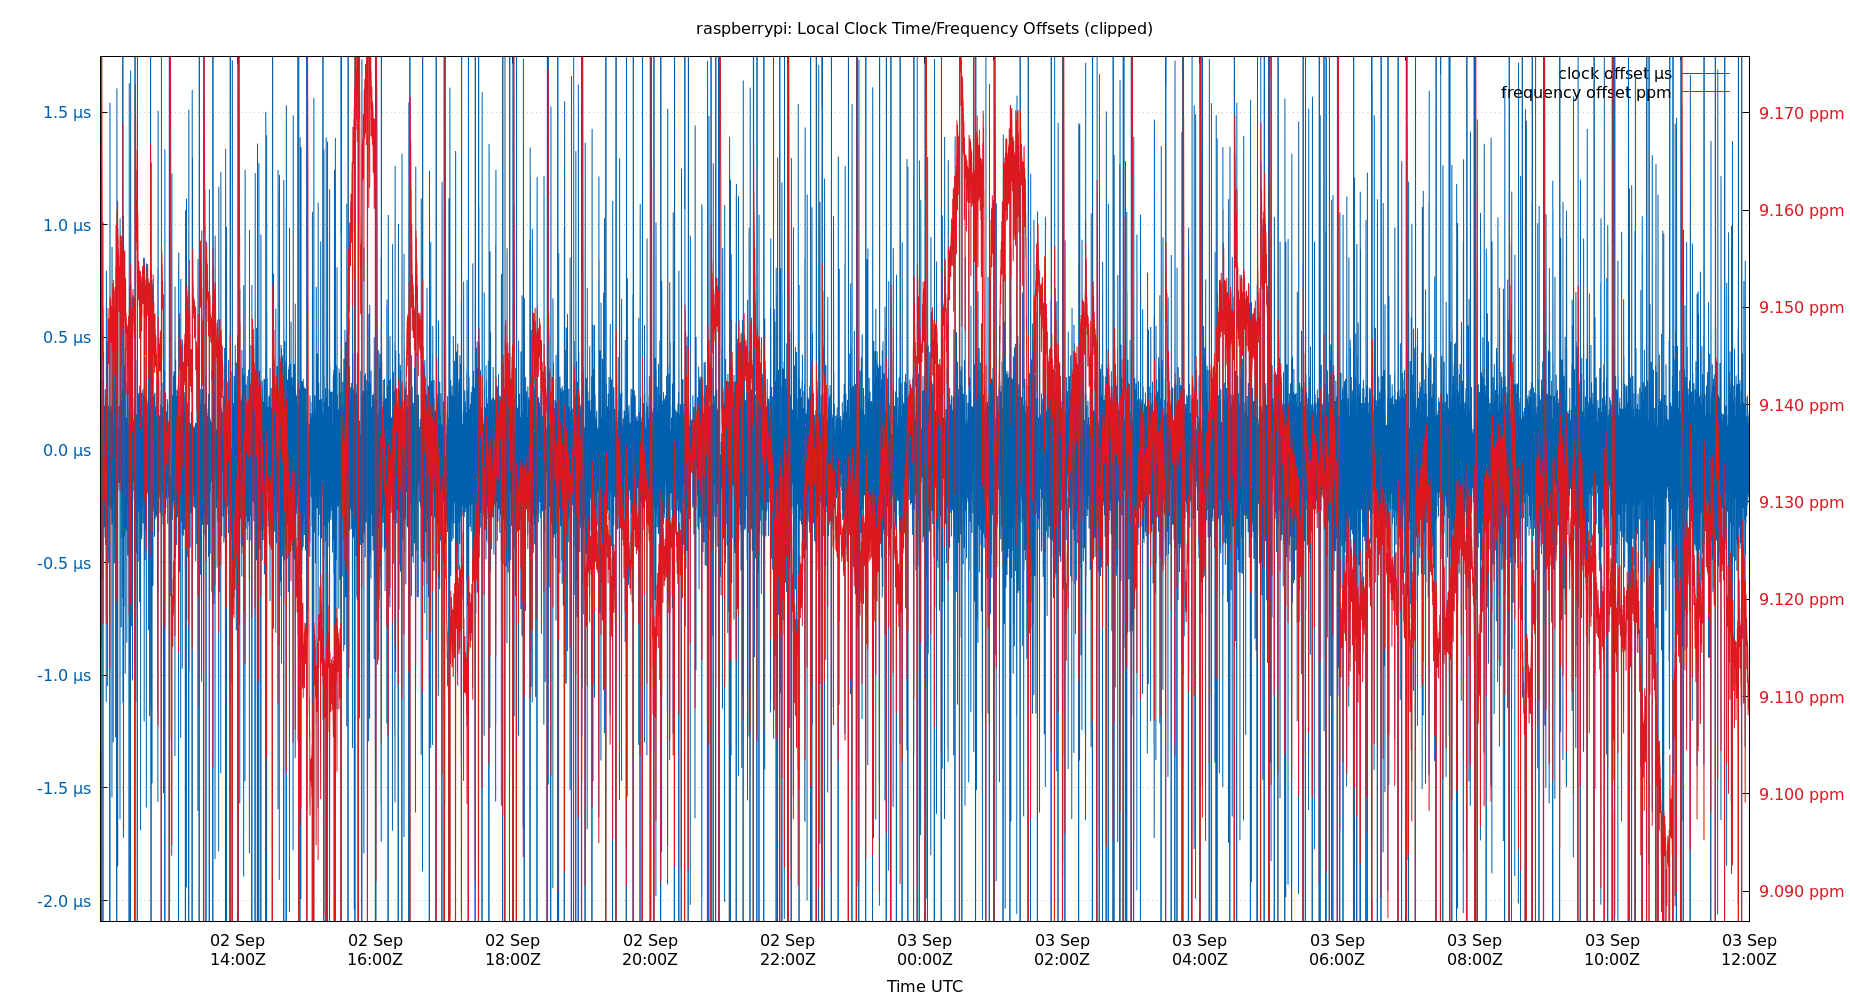 raspberrypi: Local Clock Time/Frequency Offsets (clipped)
clock offset µs
frequency offset ppm
1.5 µs
1.0 µs
0.5 µs
0.0 µs
-0.5 µs
-1.0 µs
-1.5 µs
-2.0 µs
9.170 ppm
9.160 ppm
9.150 ppm
9.140 ppm
9.130 ppm
9.120 ppm
9.110 ppm
9.100 ppm
9.090 ppm
02 Sep
14:00Z
02 Sep
16:00Z
02 Sep
18:00Z
02 Sep
20:00Z
02 Sep
22:00Z
03 Sep
00:00Z
03 Sep
02:00Z
03 Sep
04:00Z
03 Sep
06:00Z
03 Sep
08:00Z
03 Sep
10:00Z
03 Sep
12:00Z
Time UTC